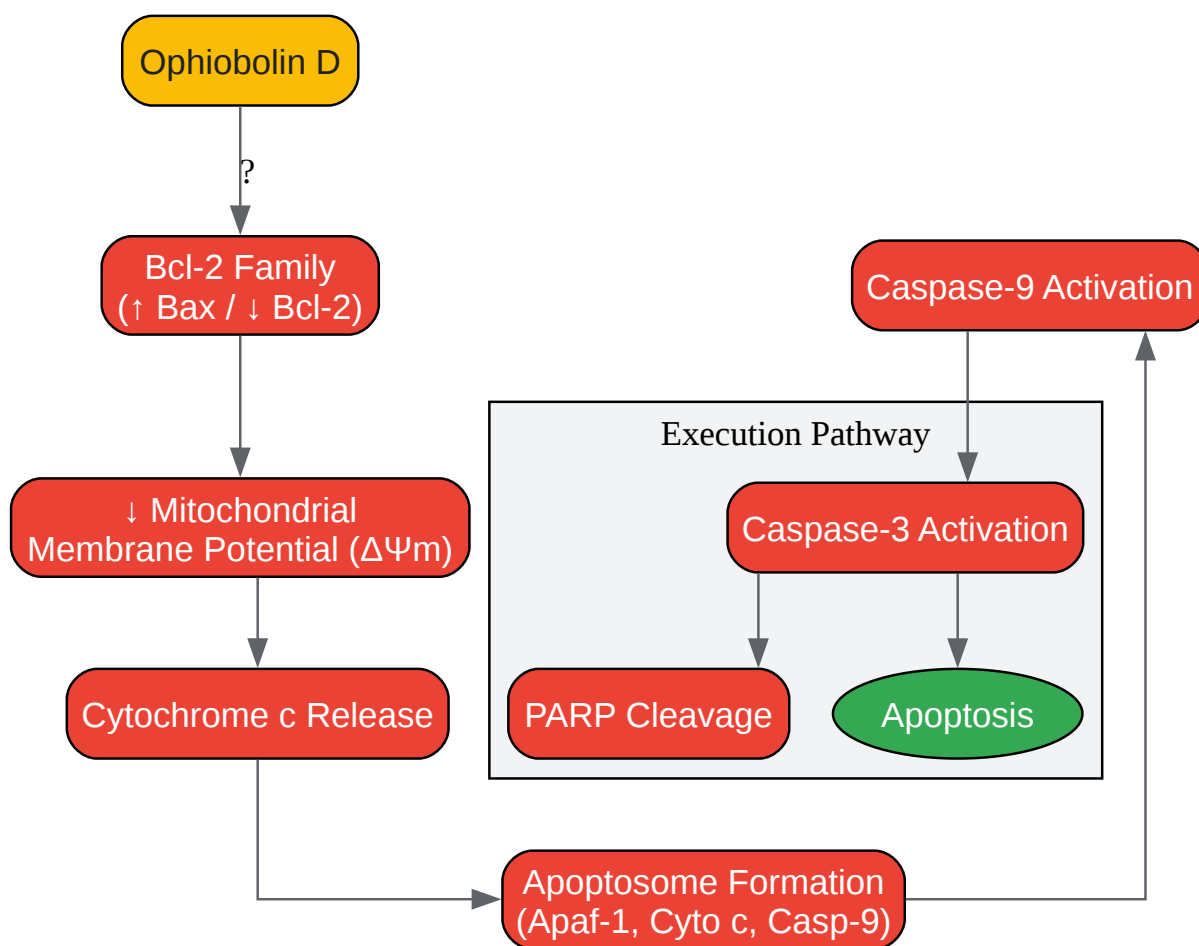 Ophiobolin D
?
Bcl-2 Family
(↑ Bax / ↓ Bcl-2)
↓ Mitochondrial
Membrane Potential (ΔΨm)
Cytochrome c Release
Apoptosome Formation
(Apaf-1, Cyto c, Casp-9)
Caspase-9 Activation
Execution Pathway
Caspase-3 Activation
PARP Cleavage
Apoptosis